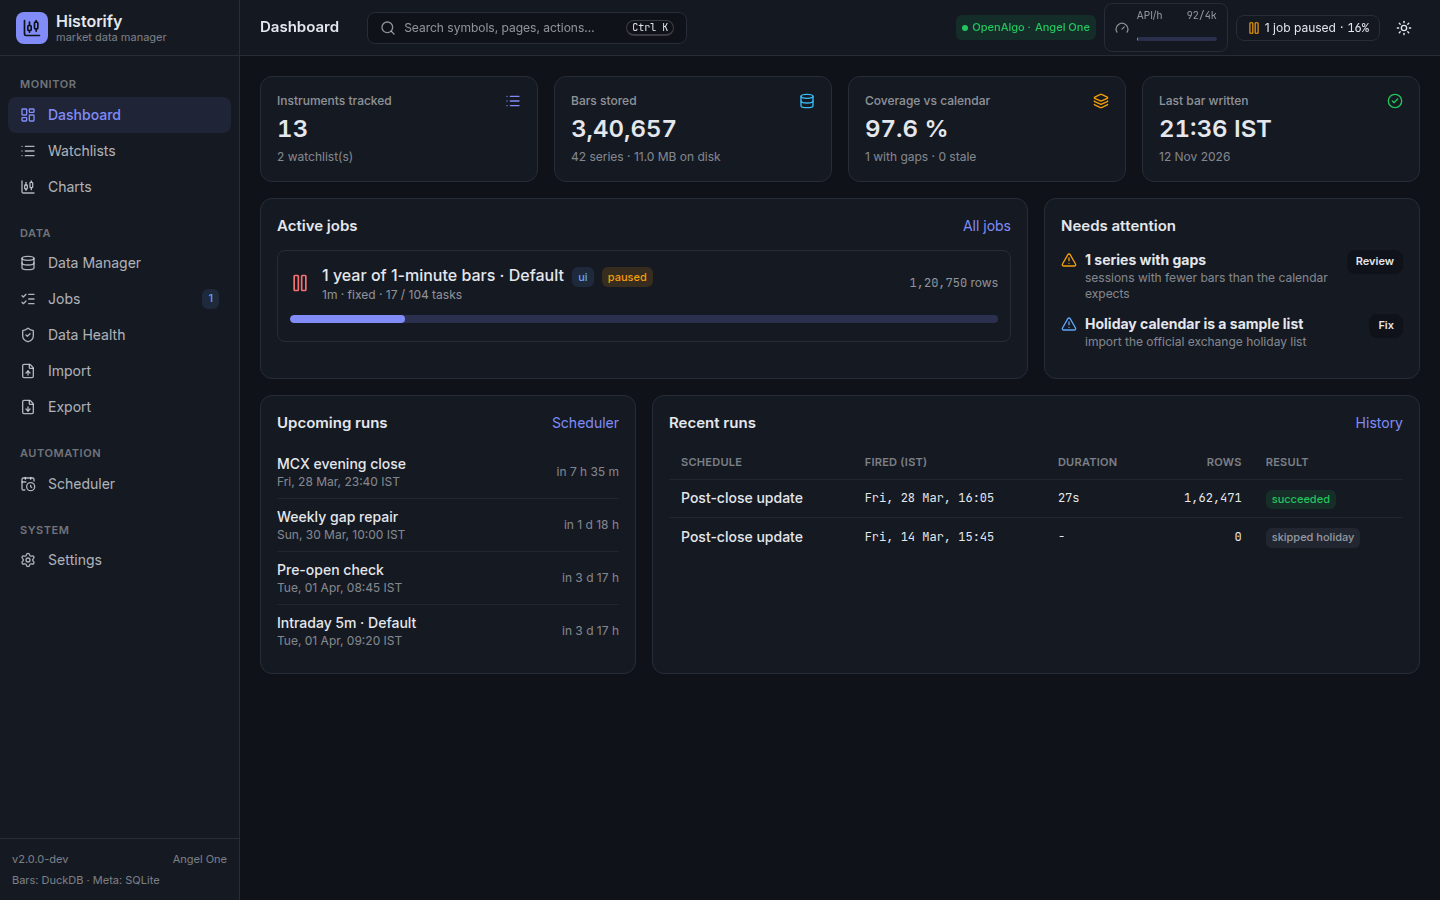 Historify
market data manager
MONITOR
Dashboard
Watchlists
Charts
DATA
Data Manager
Jobs 1
Data Health
Import
Export
AUTOMATION
Scheduler
SYSTEM
Settings
v2.0.0-dev Angel One
Bars: DuckDB · Meta: SQLite
Dashboard
Search symbols, pages, actions... Ctrl K
OpenAlgo · Angel One
API/h 92/4k
1 job paused · 16%
Instruments tracked
13
2 watchlist(s)
Bars stored
3,40,657
42 series · 11.0 MB on disk
Coverage vs calendar
97.6 %
1 with gaps · 0 stale
Last bar written
21:36 IST
12 Nov 2026
Active jobs All jobs
1 year of 1-minute bars · Default ui paused
1m · fixed · 17 / 104 tasks
1,20,750 rows
Needs attention
1 series with gaps Review
sessions with fewer bars than the calendar
expects
Holiday calendar is a sample list Fix
import the official exchange holiday list
Upcoming runs Scheduler
MCX evening close
Fri, 28 Mar, 23:40 IST
in 7 h 35 m
Weekly gap repair
Sun, 30 Mar, 10:00 IST
in 1 d 18 h
Pre-open check
Tue, 01 Apr, 08:45 IST
in 3 d 17 h
Intraday 5m · Default
Tue, 01 Apr, 09:20 IST
in 3 d 17 h
Recent runs History
SCHEDULE FIRED (IST) DURATION ROWS RESULT
Post-close update Fri, 28 Mar, 16:05 27s 1,62,471 succeeded
Post-close update Fri, 14 Mar, 15:45 - 0 skipped holiday